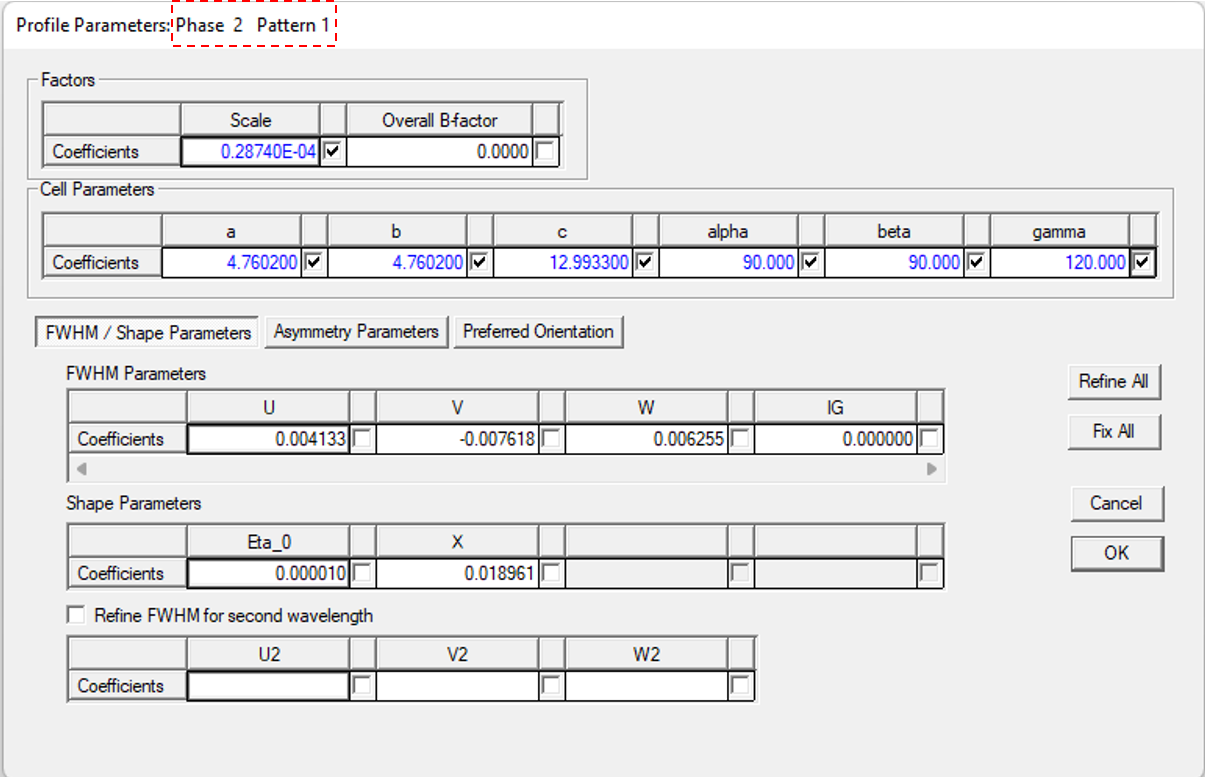 Profile Parameters: Phase 2 Pattern 1
Factors
Scale Overall B-factor
Coefficients 0.28740E-04 0.0000
Cell Parameters
a b c alpha beta gamma
Coefficients 4.760200 4.760200 12.993300 90.000 90.000 120.000
FWHM / Shape Parameters Asymmetry Parameters Preferred Orientation
FWHM Parameters
Refine All
U V W IG
Coefficients 0.004133 -0.007618 0.006255 0.000000
Fix All
Shape Parameters
Cancel
Eta_0 X
OK
Coefficients 0.000010 0.018961
Refine FWHM for second wavelength
U2 V2 W2
Coefficients